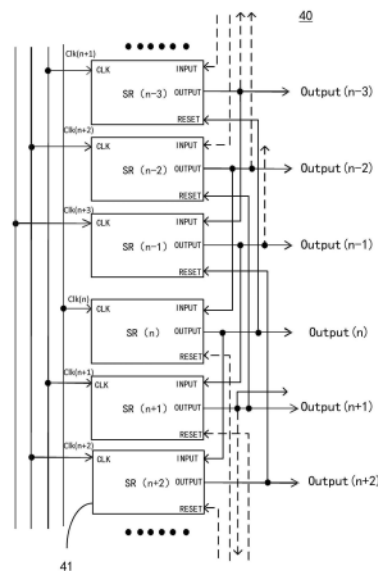 40
Clk(n+1)
CLK
INPUT
SR (n-3)
OUTPUT
Output(n-3)
RESET
Clk(n+2)
CLK
INPUT
SR (n-2)
OUTPUT
Output(n-2)
RESET
Clk(n+3)
CLK
INPUT
SR (n-1)
OUTPUT
Output(n-1)
RESET
Clk(n)
CLK
INPUT
SR (n)
OUTPUT
Output(n)
RESET
Clk(n+1)
CLK
INPUT
SR (n+1)
OUTPUT
Output(n+1)
RESET
Clk(n+2)
CLK
INPUT
SR (n+2)
OUTPUT
Output(n+2)
RESET
41